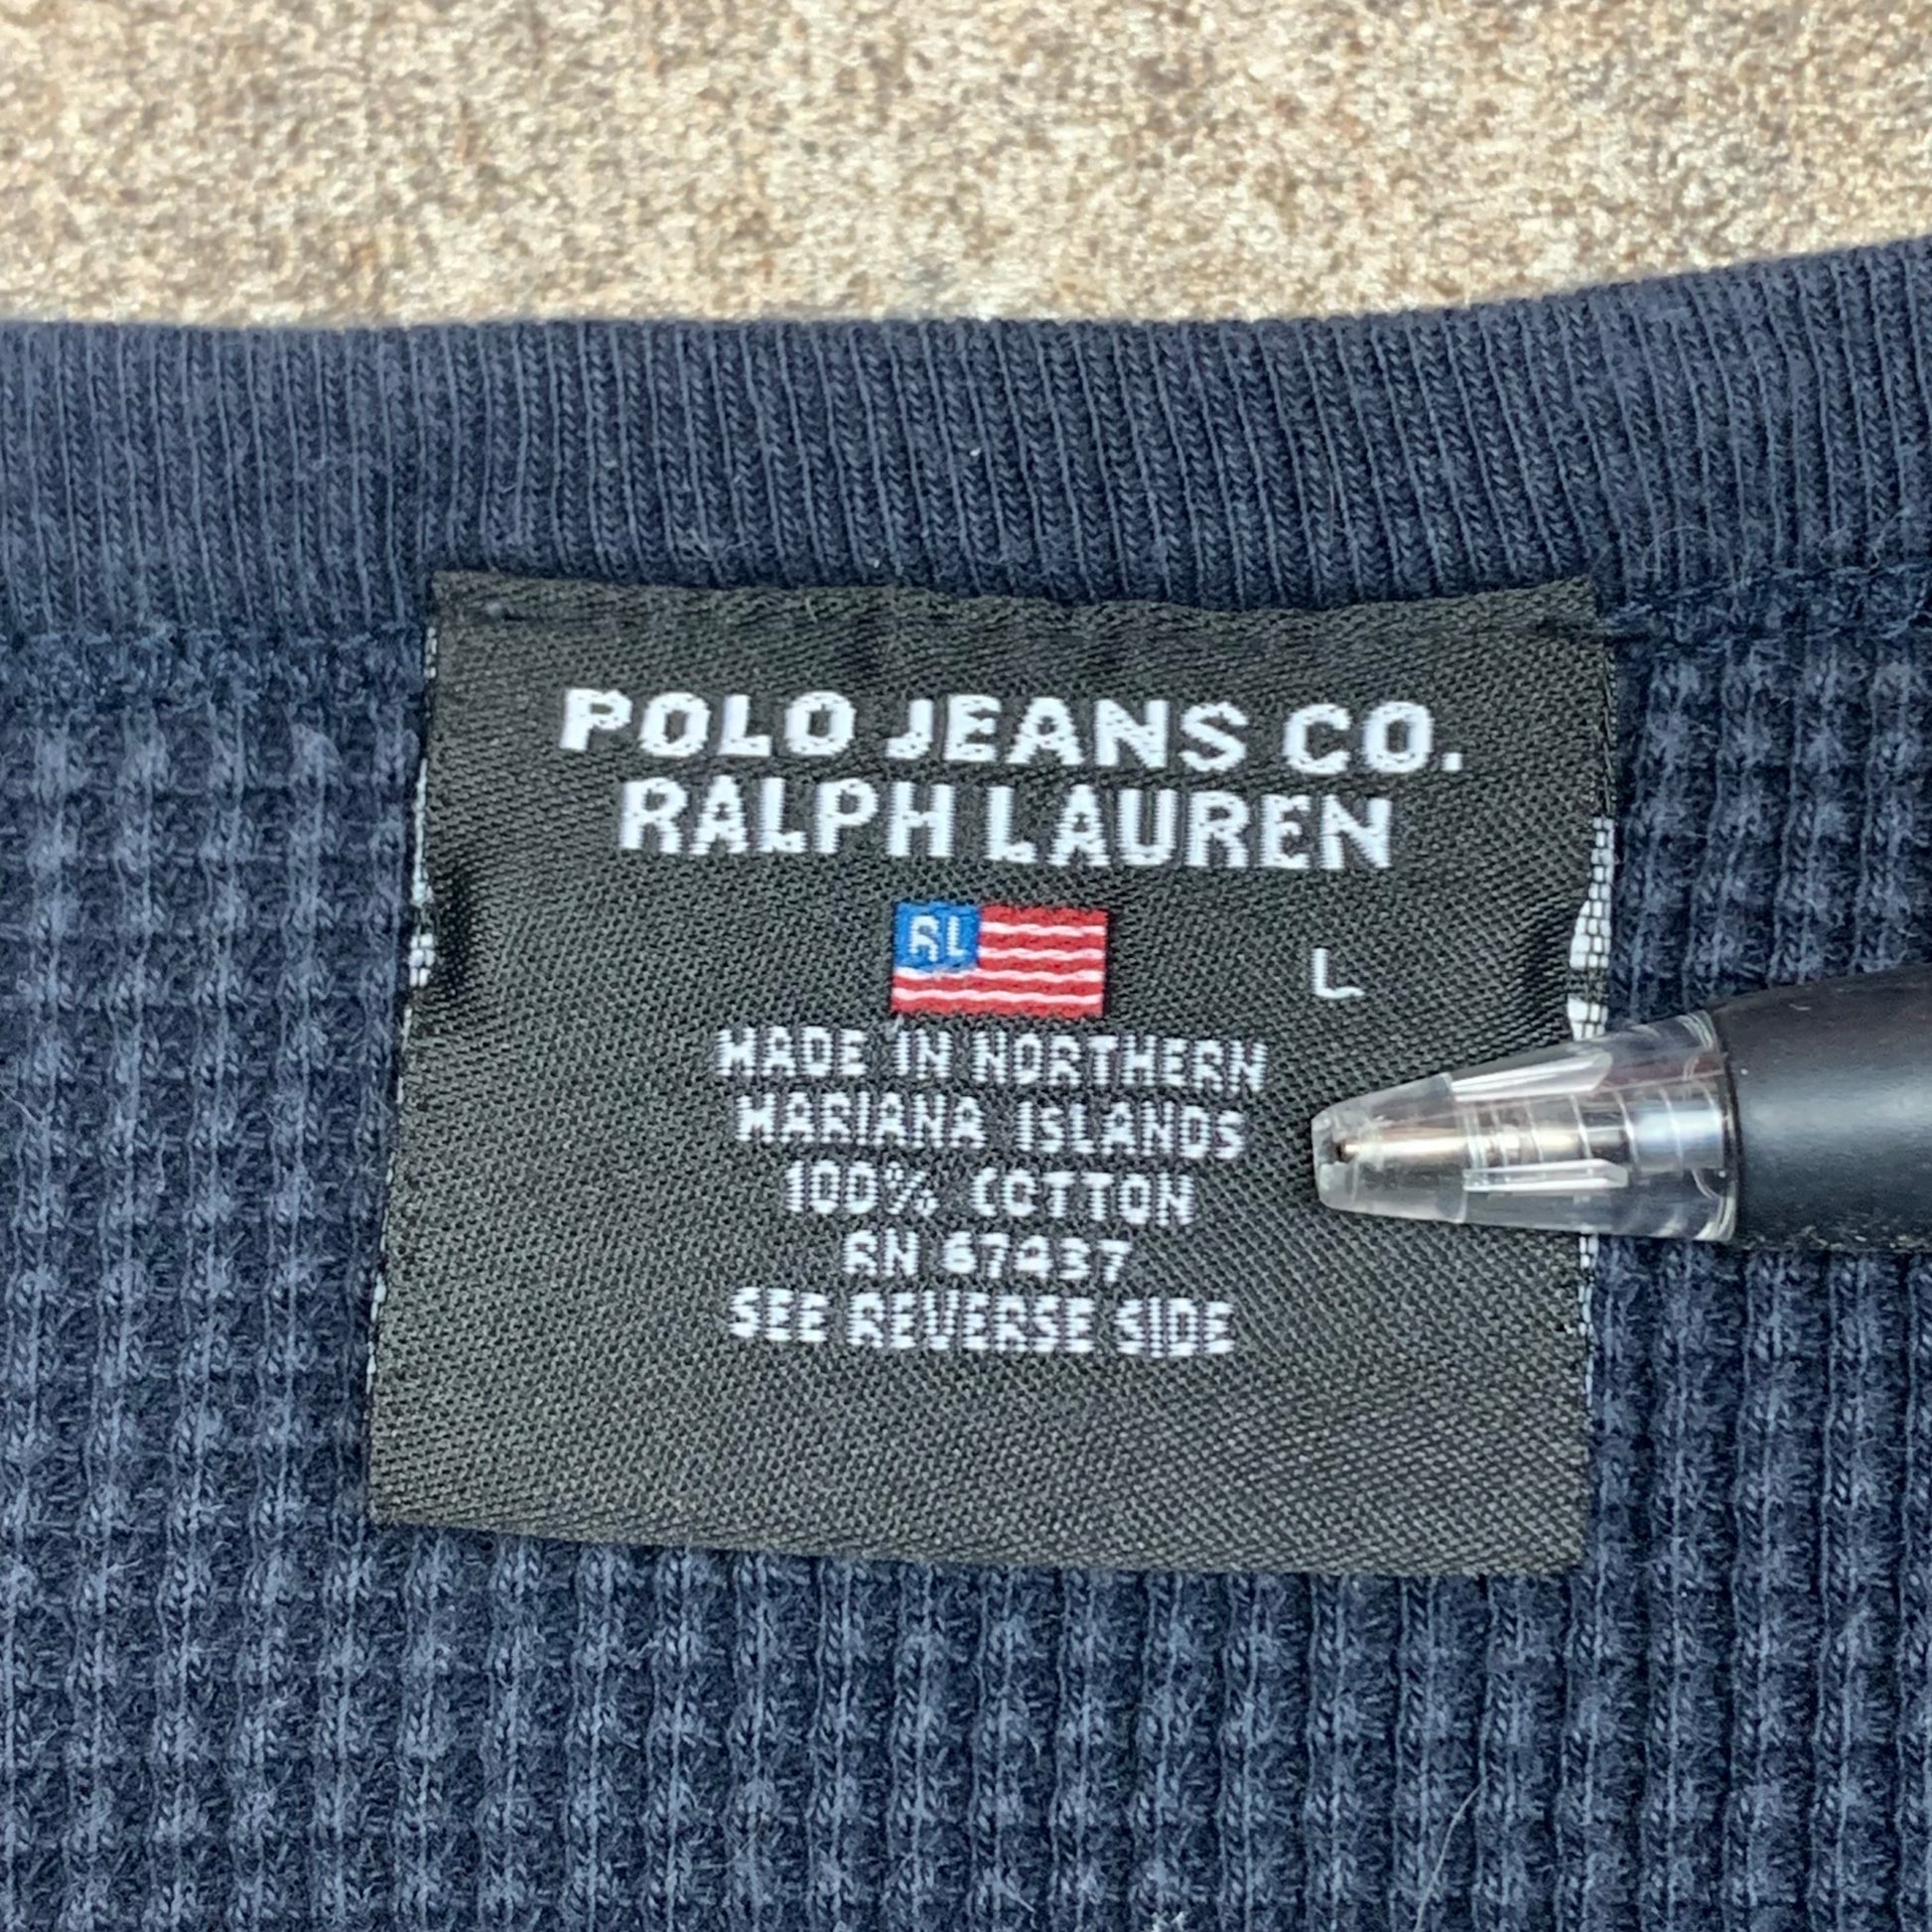 POLO JEANS CO.
RALPH LAUREN
RL
L
MADE IN NORTHERN
MARIANA ISLANDS
100% COTTON
RN 67437
SEE REVERSE SIDE